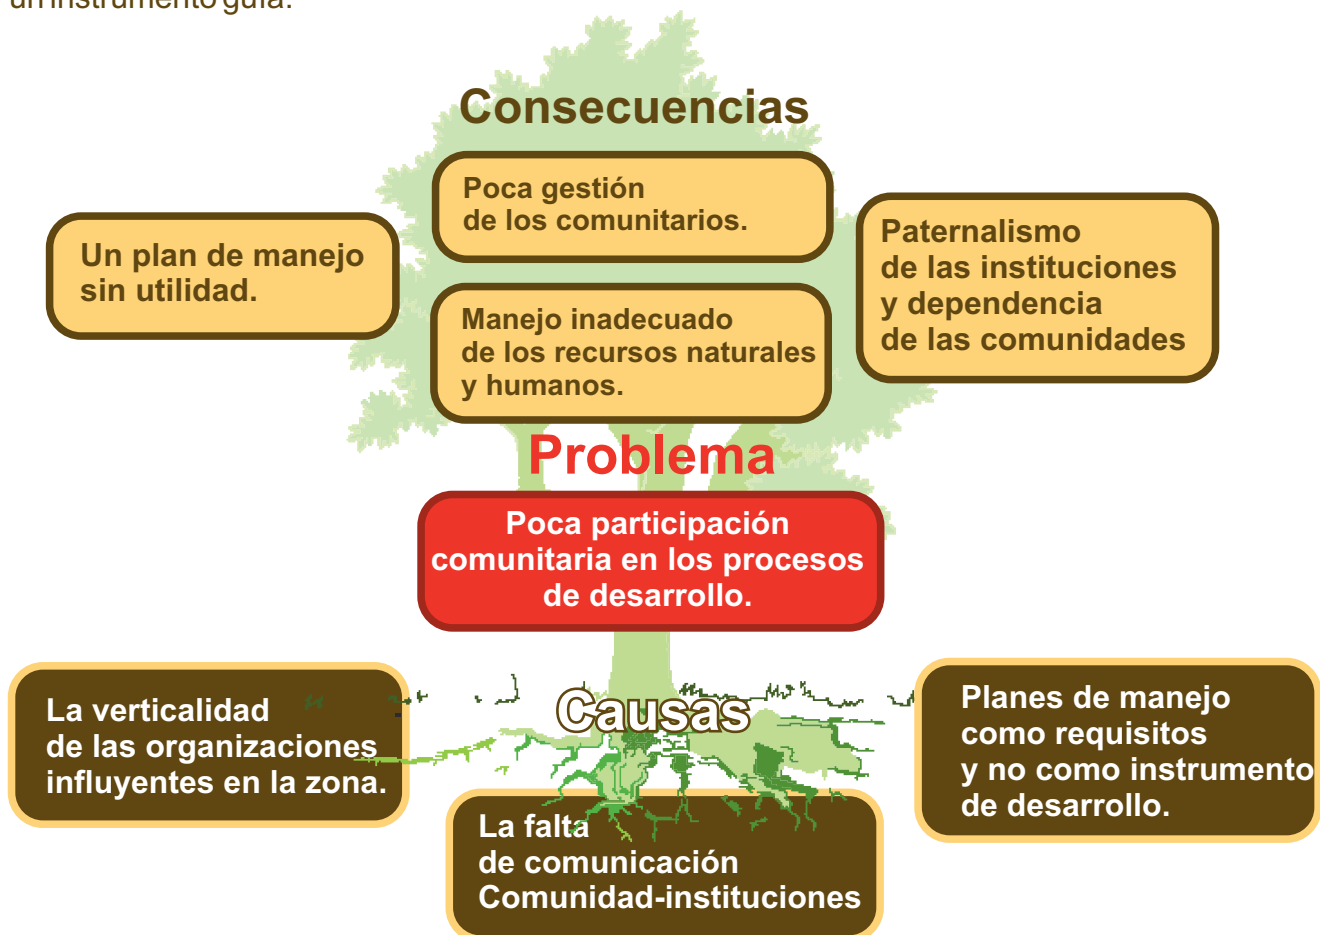 un instrumento guía.
Consecuencias
Poca gestión
de los comunitarios.
Un plan de manejo
sin utilidad.
Paternalismo
de las instituciones
y dependencia
de las comunidades
Manejo inadecuado
de los recursos naturales
y humanos.
Problema
Poca participación
comunitaria en los procesos
de desarrollo.
Causas
La verticalidad
de las organizaciones
influyentes en la zona.
Planes de manejo
como requisitos
y no como instrumento
de desarrollo.
La falta
de comunicación
Comunidad-instituciones